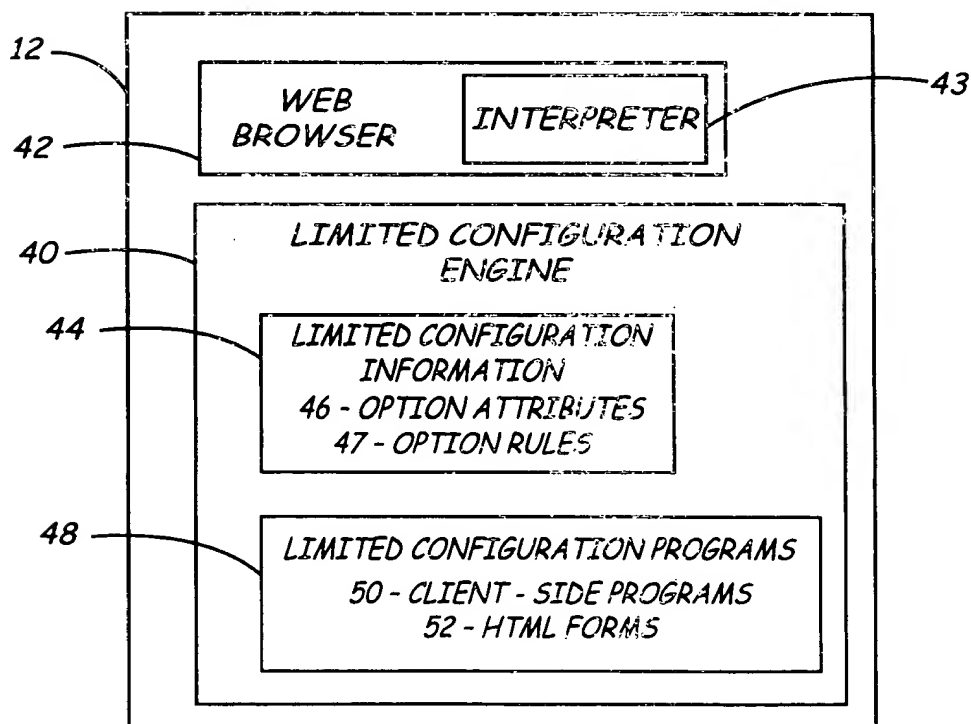 12
WEB
BROWSER
INTERPRETER
43
42
LIMITED CONFIGURATION
ENGINE
40
44
LIMITED CONFIGURATION
INFORMATION
46 - OPTION ATTRIBUTES
47 - OPTION RULES
48
LIMITED CONFIGURATION PROGRAMS
50 - CLIENT - SIDE PROGRAMS
52 - HTML FORMS